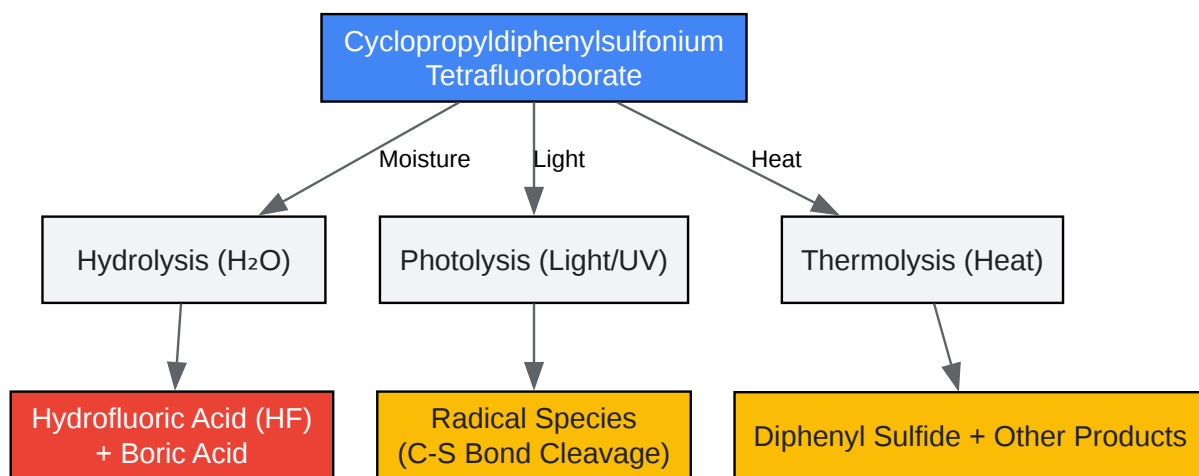 Cyclopropyldiphenylsulfonium
Tetrafluoroborate
Moisture
Light
Heat
Hydrolysis (H₂O)
Photolysis (Light/UV)
Thermolysis (Heat)
Hydrofluoric Acid (HF)
+ Boric Acid
Radical Species
(C-S Bond Cleavage)
Diphenyl Sulfide + Other Products